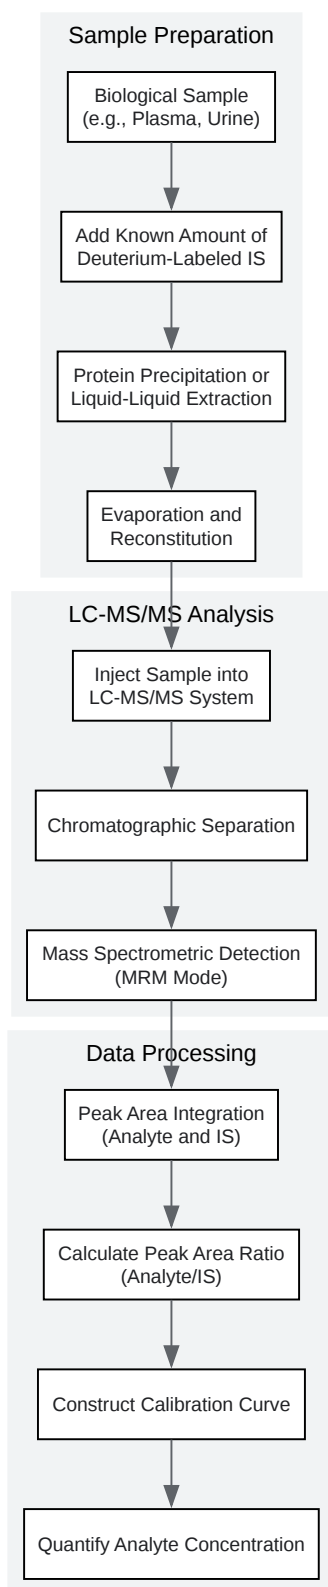 Sample Preparation
Biological Sample
(e.g., Plasma, Urine)
Add Known Amount of
Deuterium-Labeled IS
Protein Precipitation or
Liquid-Liquid Extraction
Evaporation and
Reconstitution
LC-MS/MS Analysis
Inject Sample into
LC-MS/MS System
Chromatographic Separation
Mass Spectrometric Detection
(MRM Mode)
Data Processing
Peak Area Integration
(Analyte and IS)
Calculate Peak Area Ratio
(Analyte/IS)
Construct Calibration Curve
Quantify Analyte Concentration